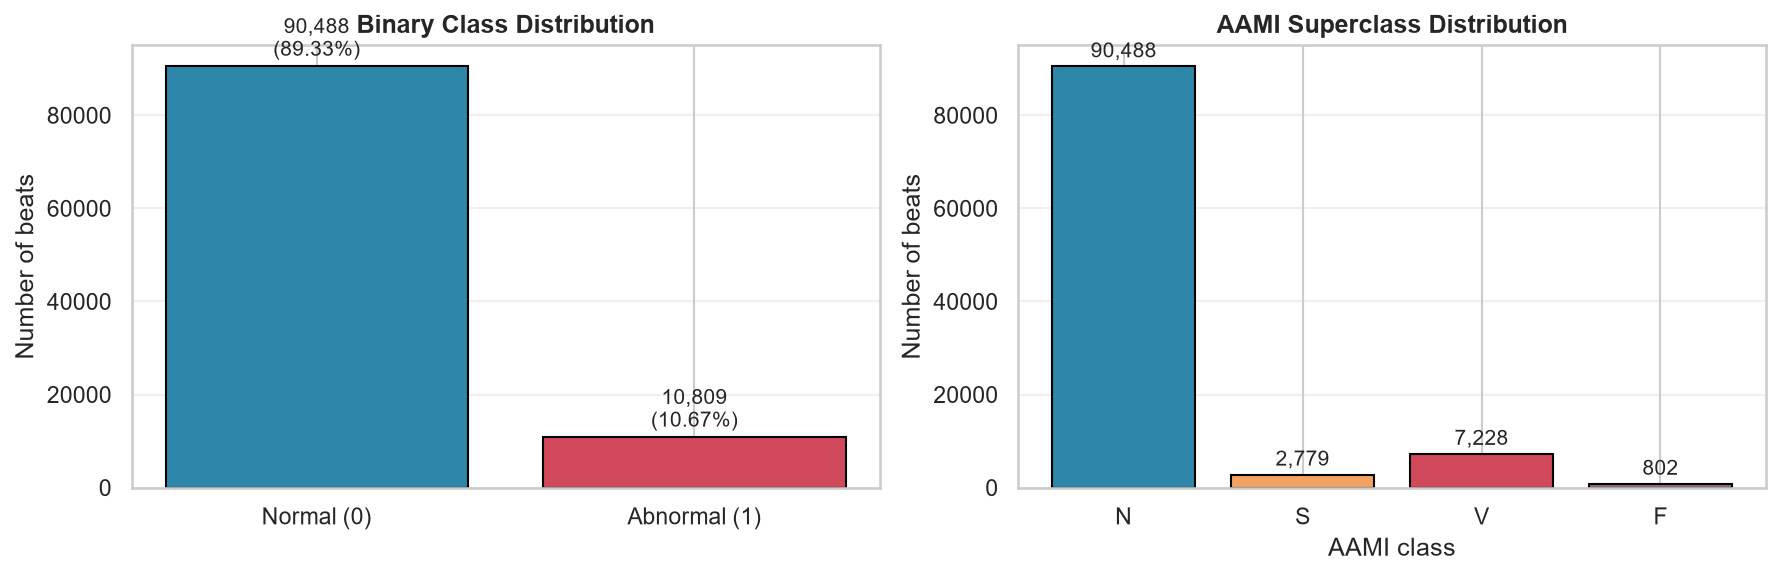 Binary Class Distribution
90,488
(89.33%)
Number of beats
80000
60000
40000
20000
0
10,809
(10.67%)
Normal (0)
Abnormal (1)
AAMI Superclass Distribution
90,488
Number of beats
80000
60000
40000
20000
0
2,779
7,228
802
N
S
V
F
AAMI class